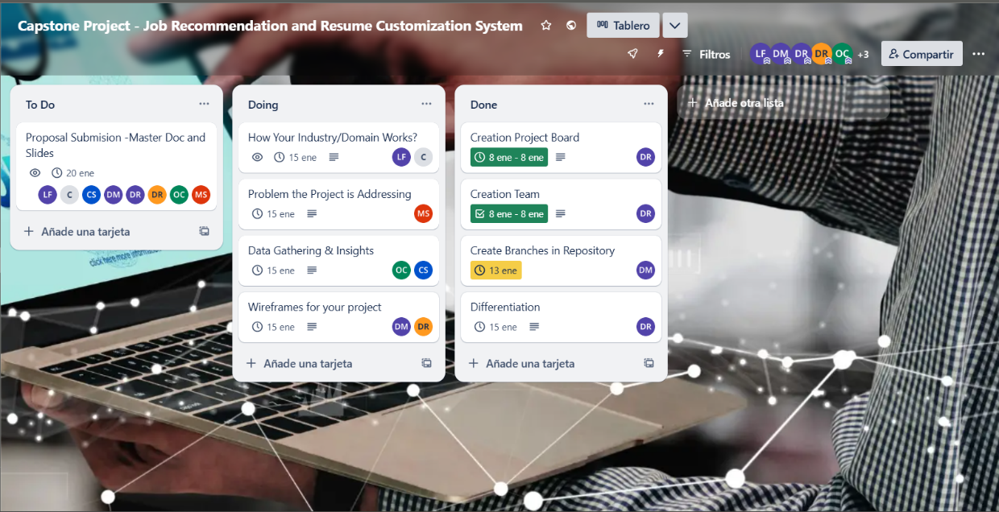 Capstone Project - Job Recommendation and Resume Customization System
Tablero
Filtros
LF DM DR DR OC +3
Compartir
To Do
Proposal Submision -Master Doc and
Slides
20 ene
LF C CS DM DR DR OC MS
+ Añade una tarjeta
click here more information
Doing
How Your Industry/Domain Works?
15 ene LF C
Problem the Project is Addressing
15 ene MS
Data Gathering & Insights
15 ene OC CS
Wireframes for your project
15 ene DM DR
+ Añade una tarjeta
Done
Creation Project Board
8 ene - 8 ene DR
Creation Team
8 ene - 8 ene DR
Create Branches in Repository
13 ene DM
Differentiation
15 ene DR
+ Añade una tarjeta
+ Añade otra lista